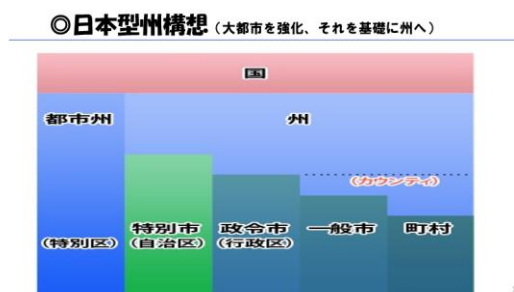 ◎日本型州構想（大都市を強化、それを基礎に州へ）
国
都市州 州
(カウンティ)
特別市 政令市 一般市 町村
(特別区) (自治区) (行政区)